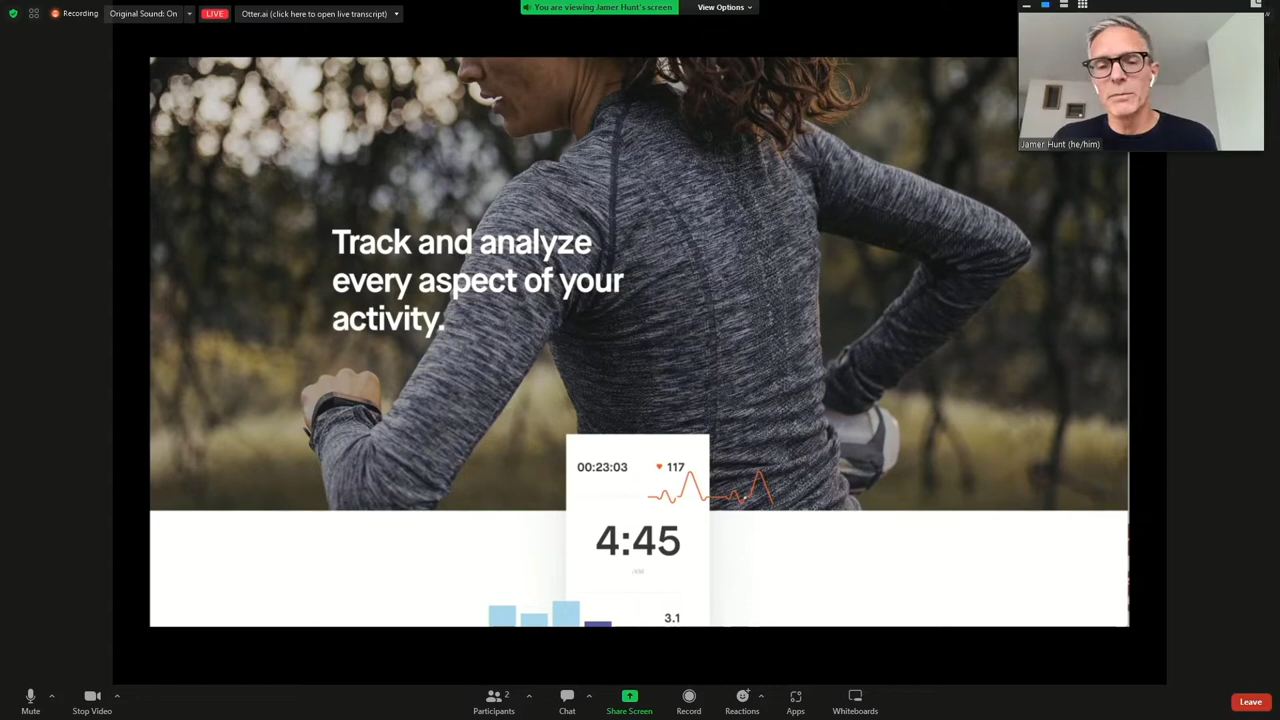 Recording
Original Sound: On
LIVE
Otter.ai (click here to open live transcript)
You are viewing Jamer Hunt's screen
View Options
Jamer Hunt (he/him)
Track and analyze
every aspect of your
activity.
00:23:03
117
4:45
3.1
Mute
Stop Video
Participants
2
Chat
Share Screen
Record
Reactions
Apps
Whiteboards
Leave